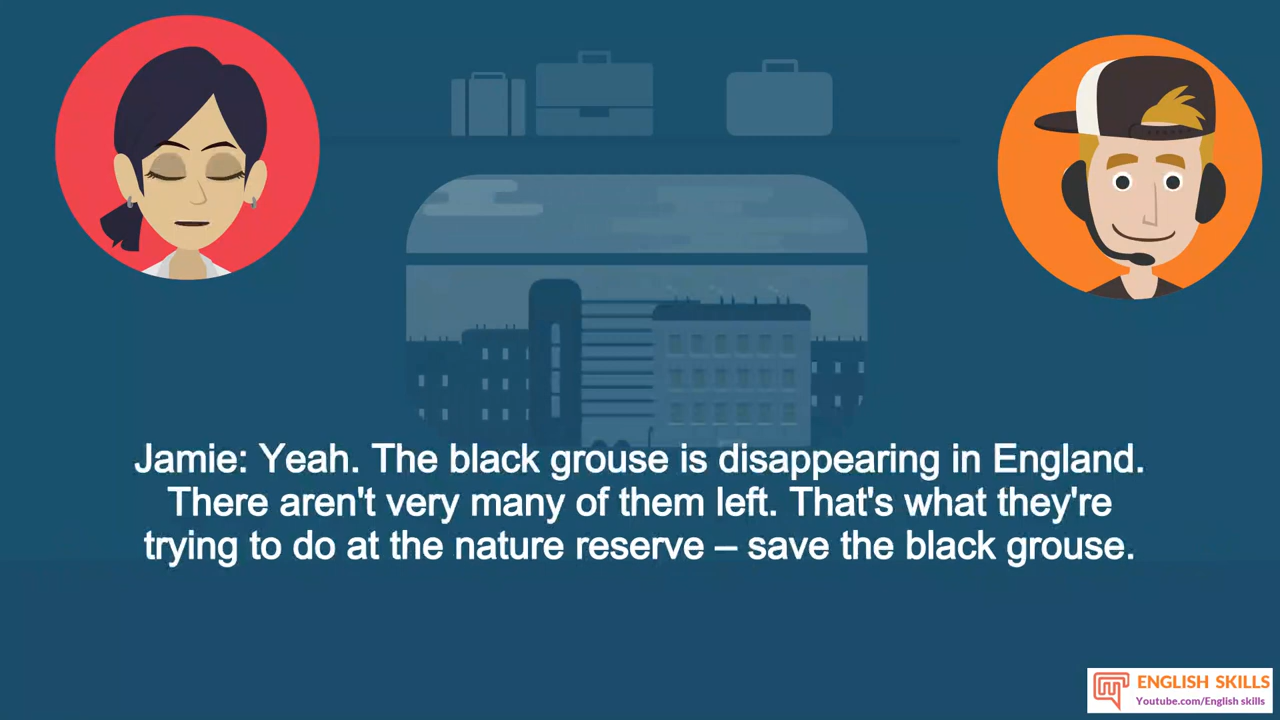 Jamie: Yeah. The black grouse is disappearing in England.
There aren't very many of them left. That's what they're
trying to do at the nature reserve – save the black grouse.
ENGLISH SKILLS
Youtube.com/English skills